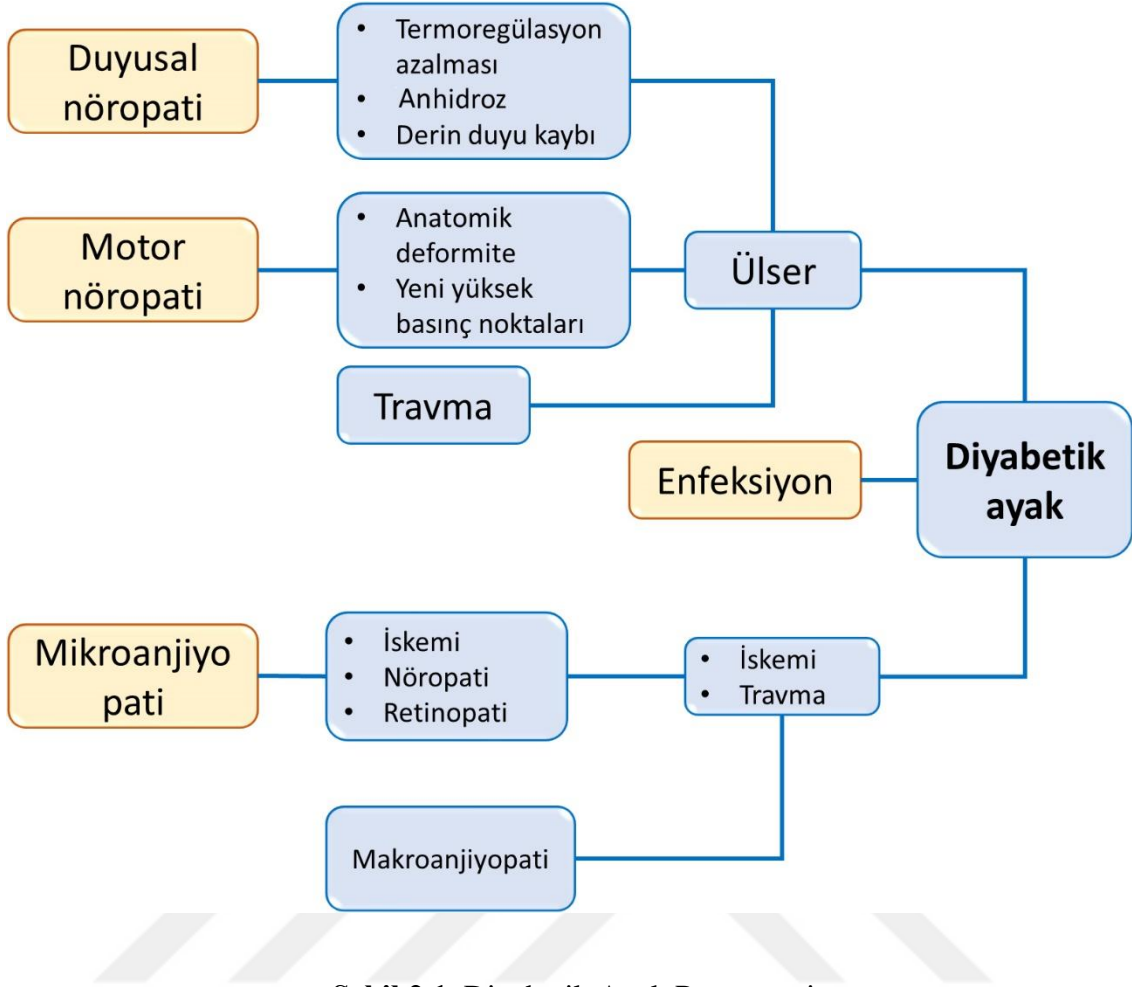 Duyusal
nöropati
• Termoregülasyon
azalması
• Anhidroz
• Derin duyu kaybı
Motor
nöropati
• Anatomik
deformite
• Yeni yüksek
basınç noktaları
Ülser
Travma
Enfeksiyon
Diyabetik
ayak
Mikroanjiyo
pati
• İskemi
• Nöropati
• Retinopati
• İskemi
• Travma
Makroanjiyopati